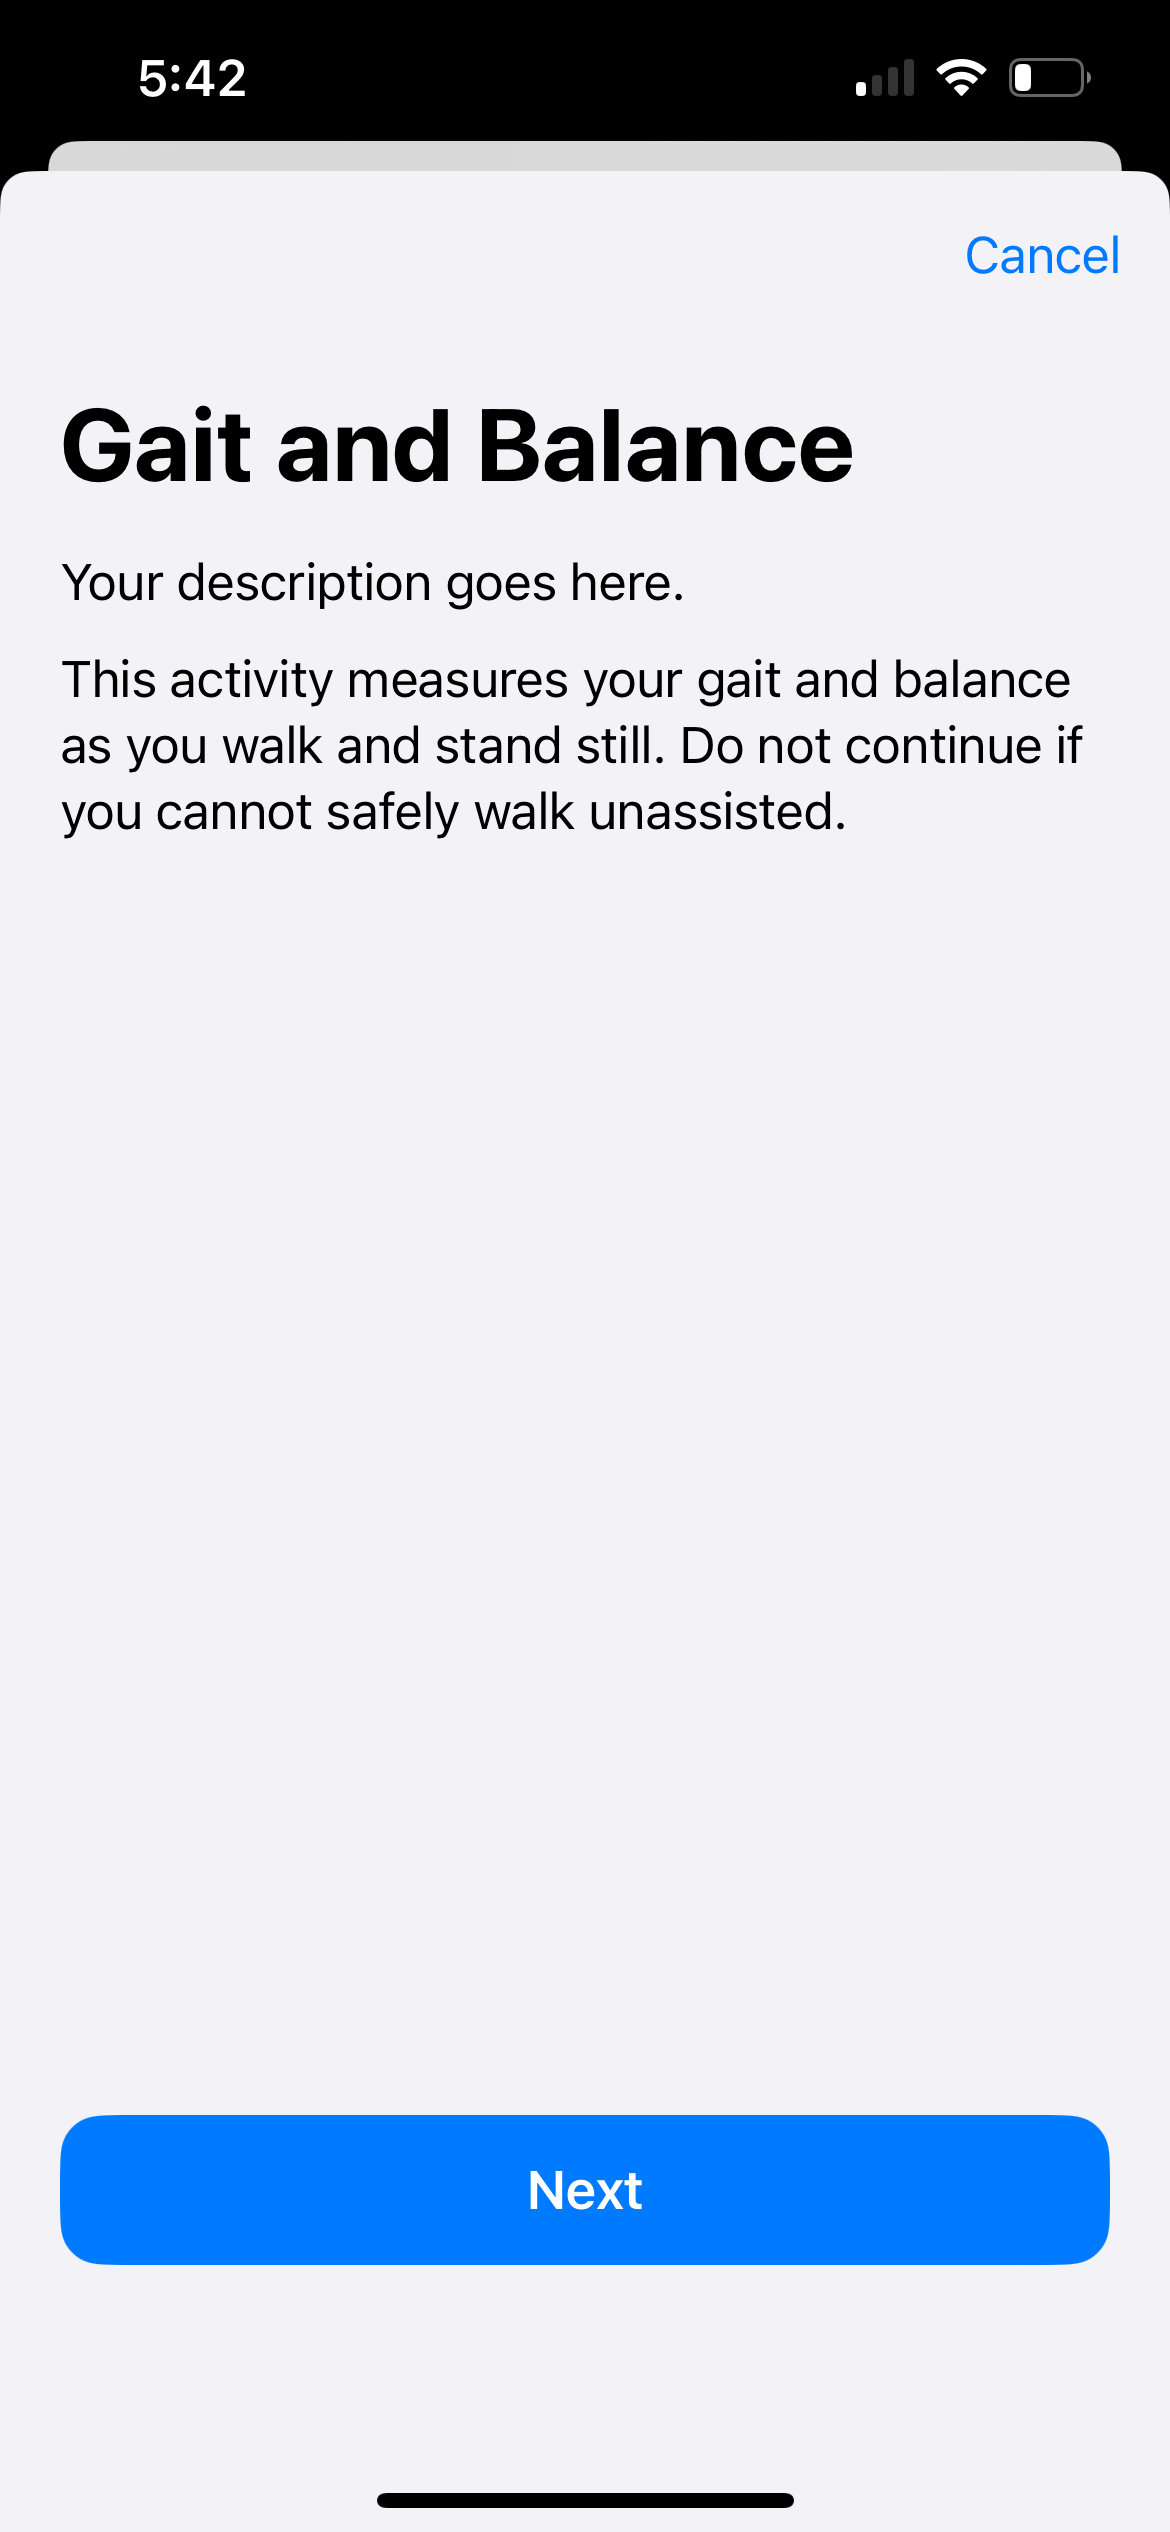 5:42
Cancel
Gait and Balance
Your description goes here.
This activity measures your gait and balance
as you walk and stand still. Do not continue if
you cannot safely walk unassisted.
Next